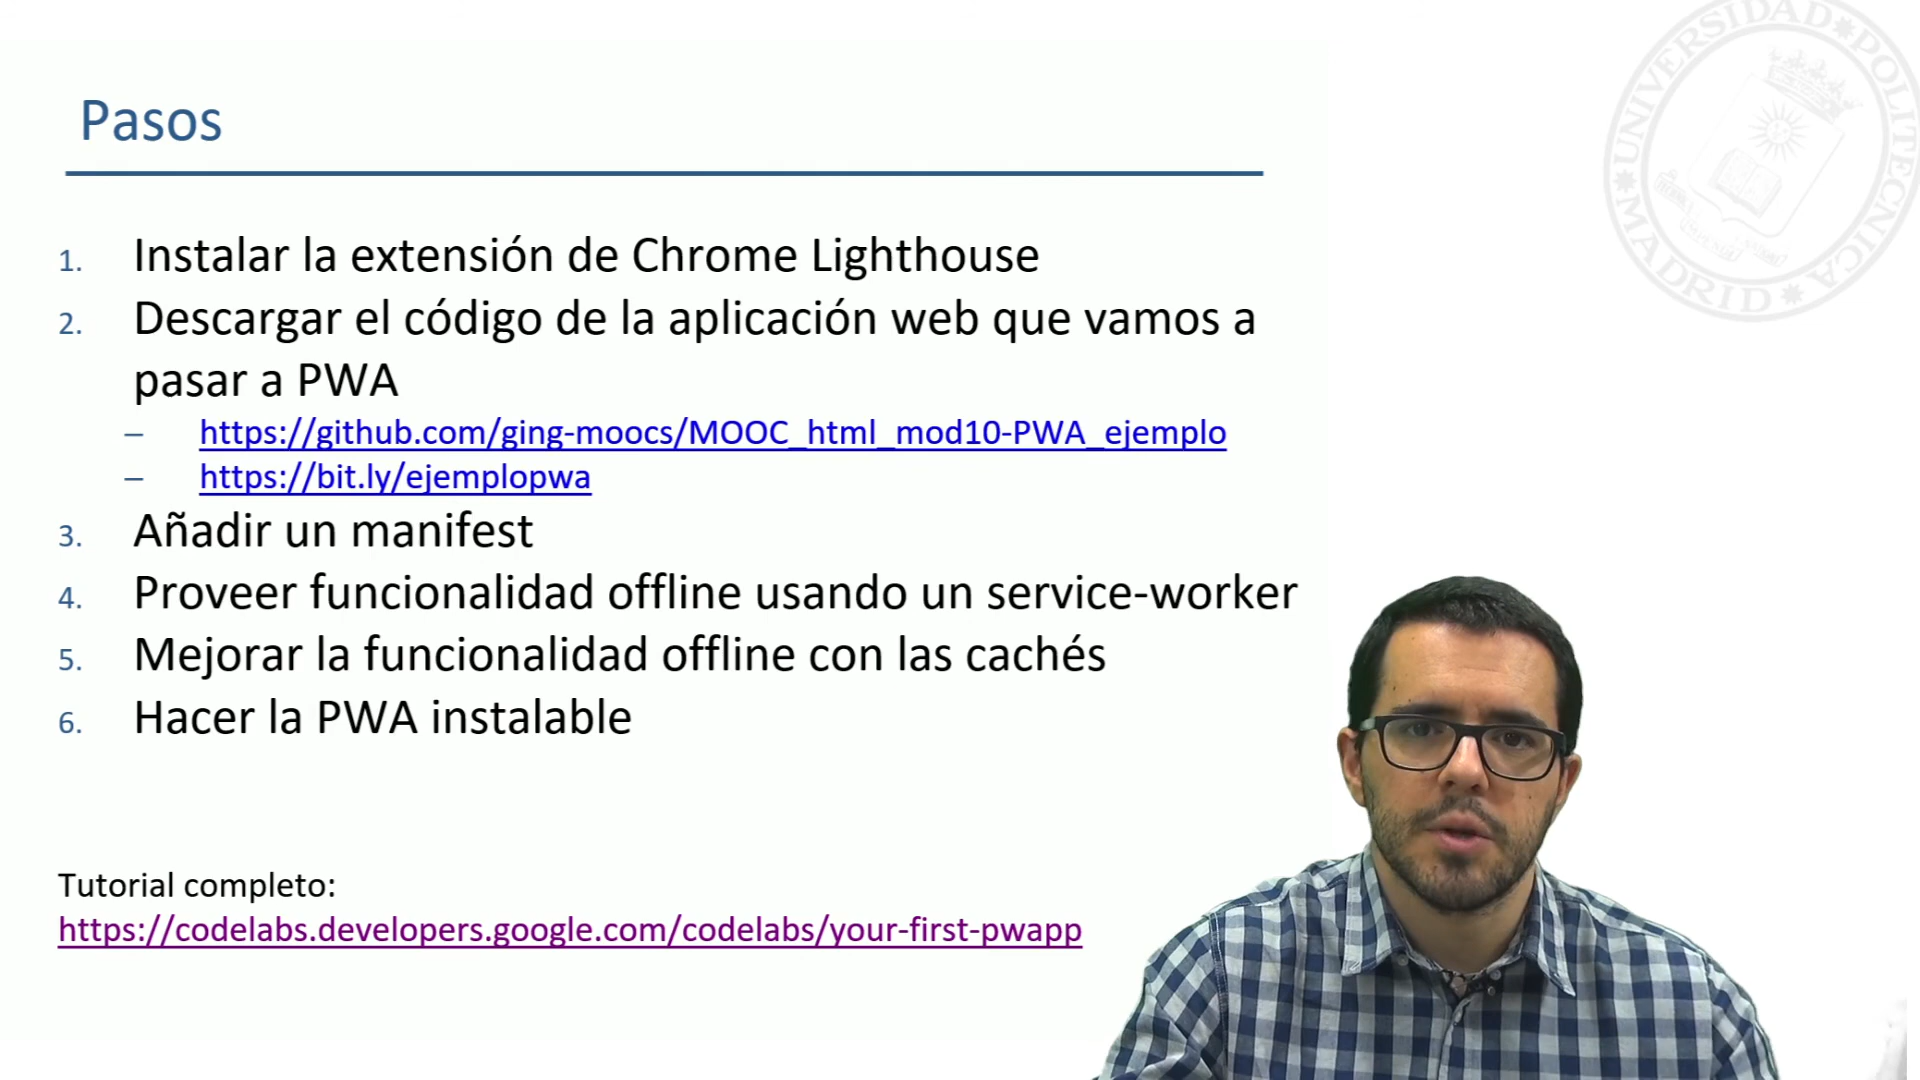 Pasos
1. Instalar la extensión de Chrome Lighthouse
2. Descargar el código de la aplicación web que vamos a
pasar a PWA
– https://github.com/ging-moocs/MOOC_html_mod10-PWA_ejemplo
– https://bit.ly/ejemplopwa
3. Añadir un manifest
4. Proveer funcionalidad offline usando un service-worker
5. Mejorar la funcionalidad offline con las cachés
6. Hacer la PWA instalable
Tutorial completo:
https://codelabs.developers.google.com/codelabs/your-first-pwapp
UNIVERSIDAD POLITECNICA MADRID